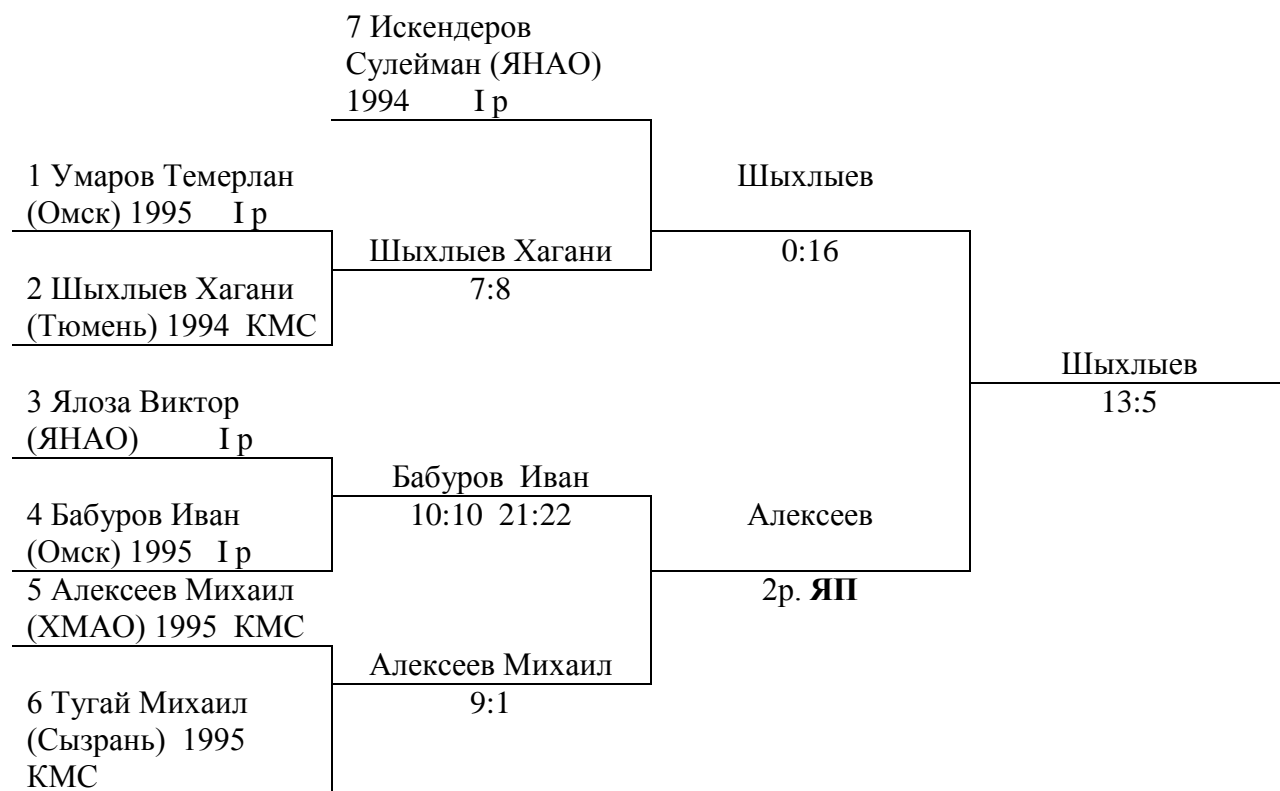 7 Искендеров
Сулейман (ЯНАО)
1994 I р
1 Умаров Темерлан
(Омск) 1995 I р
Шыхлыев
Шыхлыев Хагани
0:16
7:8
2 Шыхлыев Хагани
(Тюмень) 1994 КМС
Шыхлыев
13:5
3 Ялоза Виктор
(ЯНАО) I р
Бабуров Иван
10:10 21:22
4 Бабуров Иван
(Омск) 1995 I р
Алексеев
2р. ЯП
5 Алексеев Михаил
(ХМАО) 1995 КМС
Алексеев Михаил
9:1
6 Тугай Михаил
(Сызрань) 1995
КМС